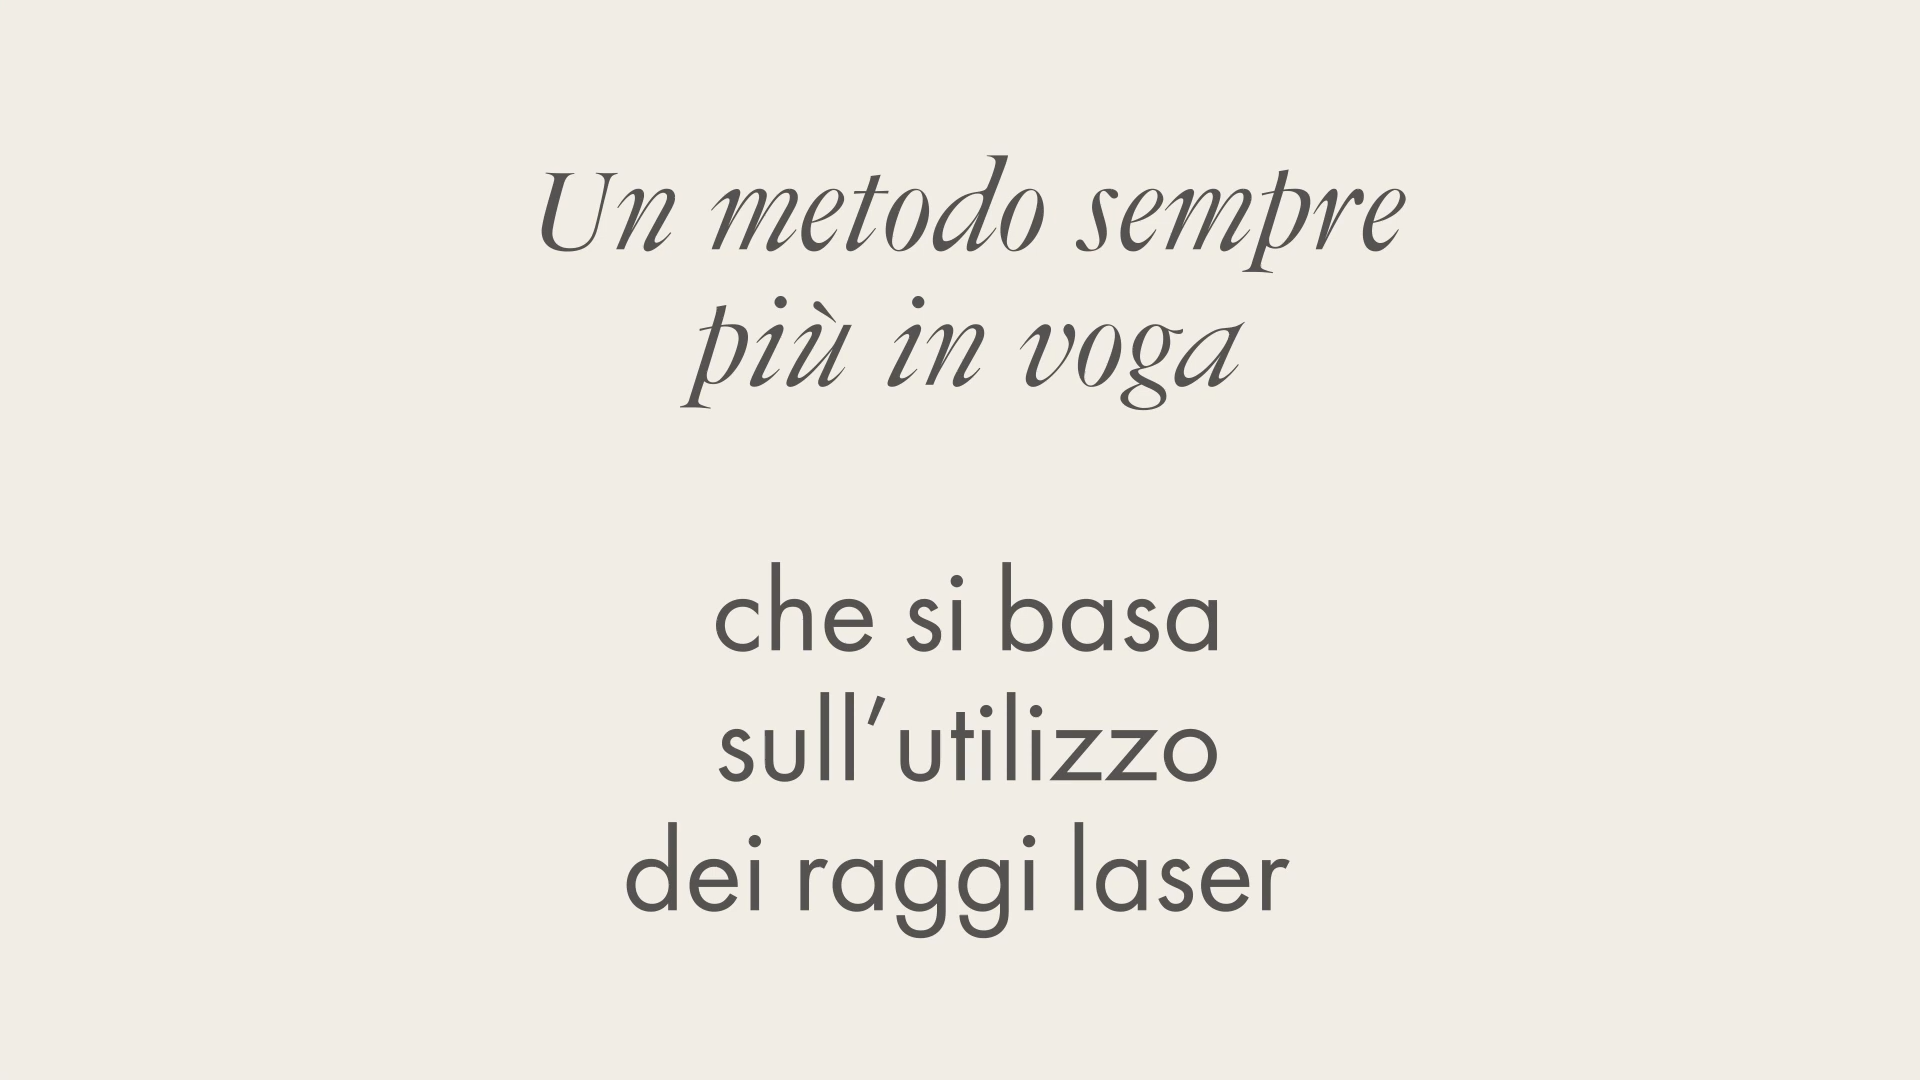 Un metodo sempre
più in voga
che si basa
sull’utilizzo
dei raggi laser